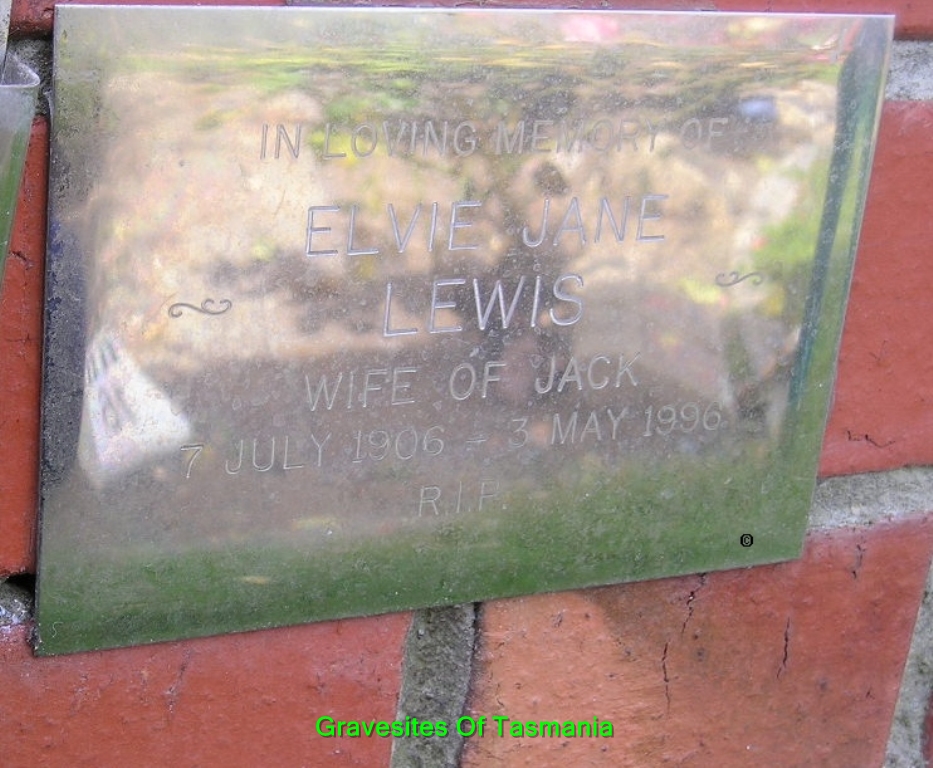 IN LOVING MEMORY OF
ELVIE JANE
LEWIS
WIFE OF JACK
7 JULY 1906 - 3 MAY 1996
R.I.P.
©
Gravesites Of Tasmania